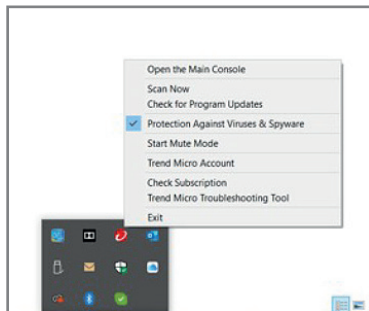 Open the Main Console
Scan Now
Check for Program Updates
Protection Against Viruses & Spyware
Start Mute Mode
Trend Micro Account
Check Subscription
Trend Micro Troubleshooting Tool
Exit